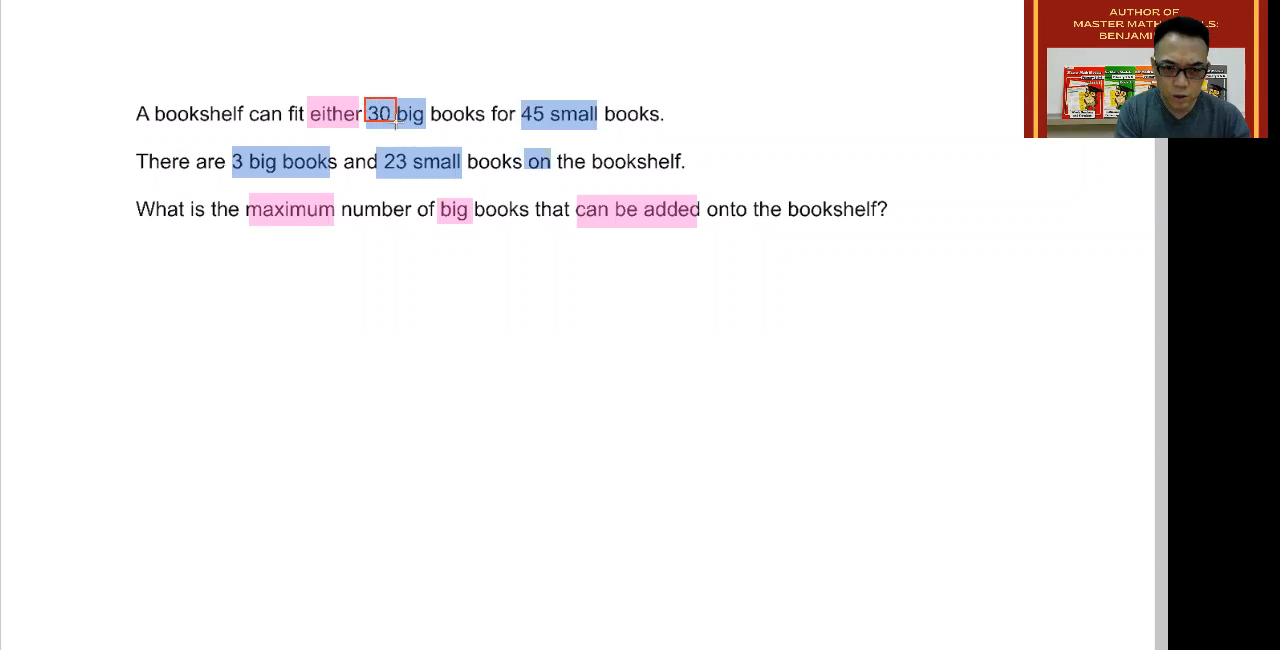 AUTHOR OF
MASTER MATH
BENJAMI
A bookshelf can fit either 30 big books for 45 small books.
There are 3 big books and 23 small books on the bookshelf.
What is the maximum number of big books that can be added onto the bookshelf?